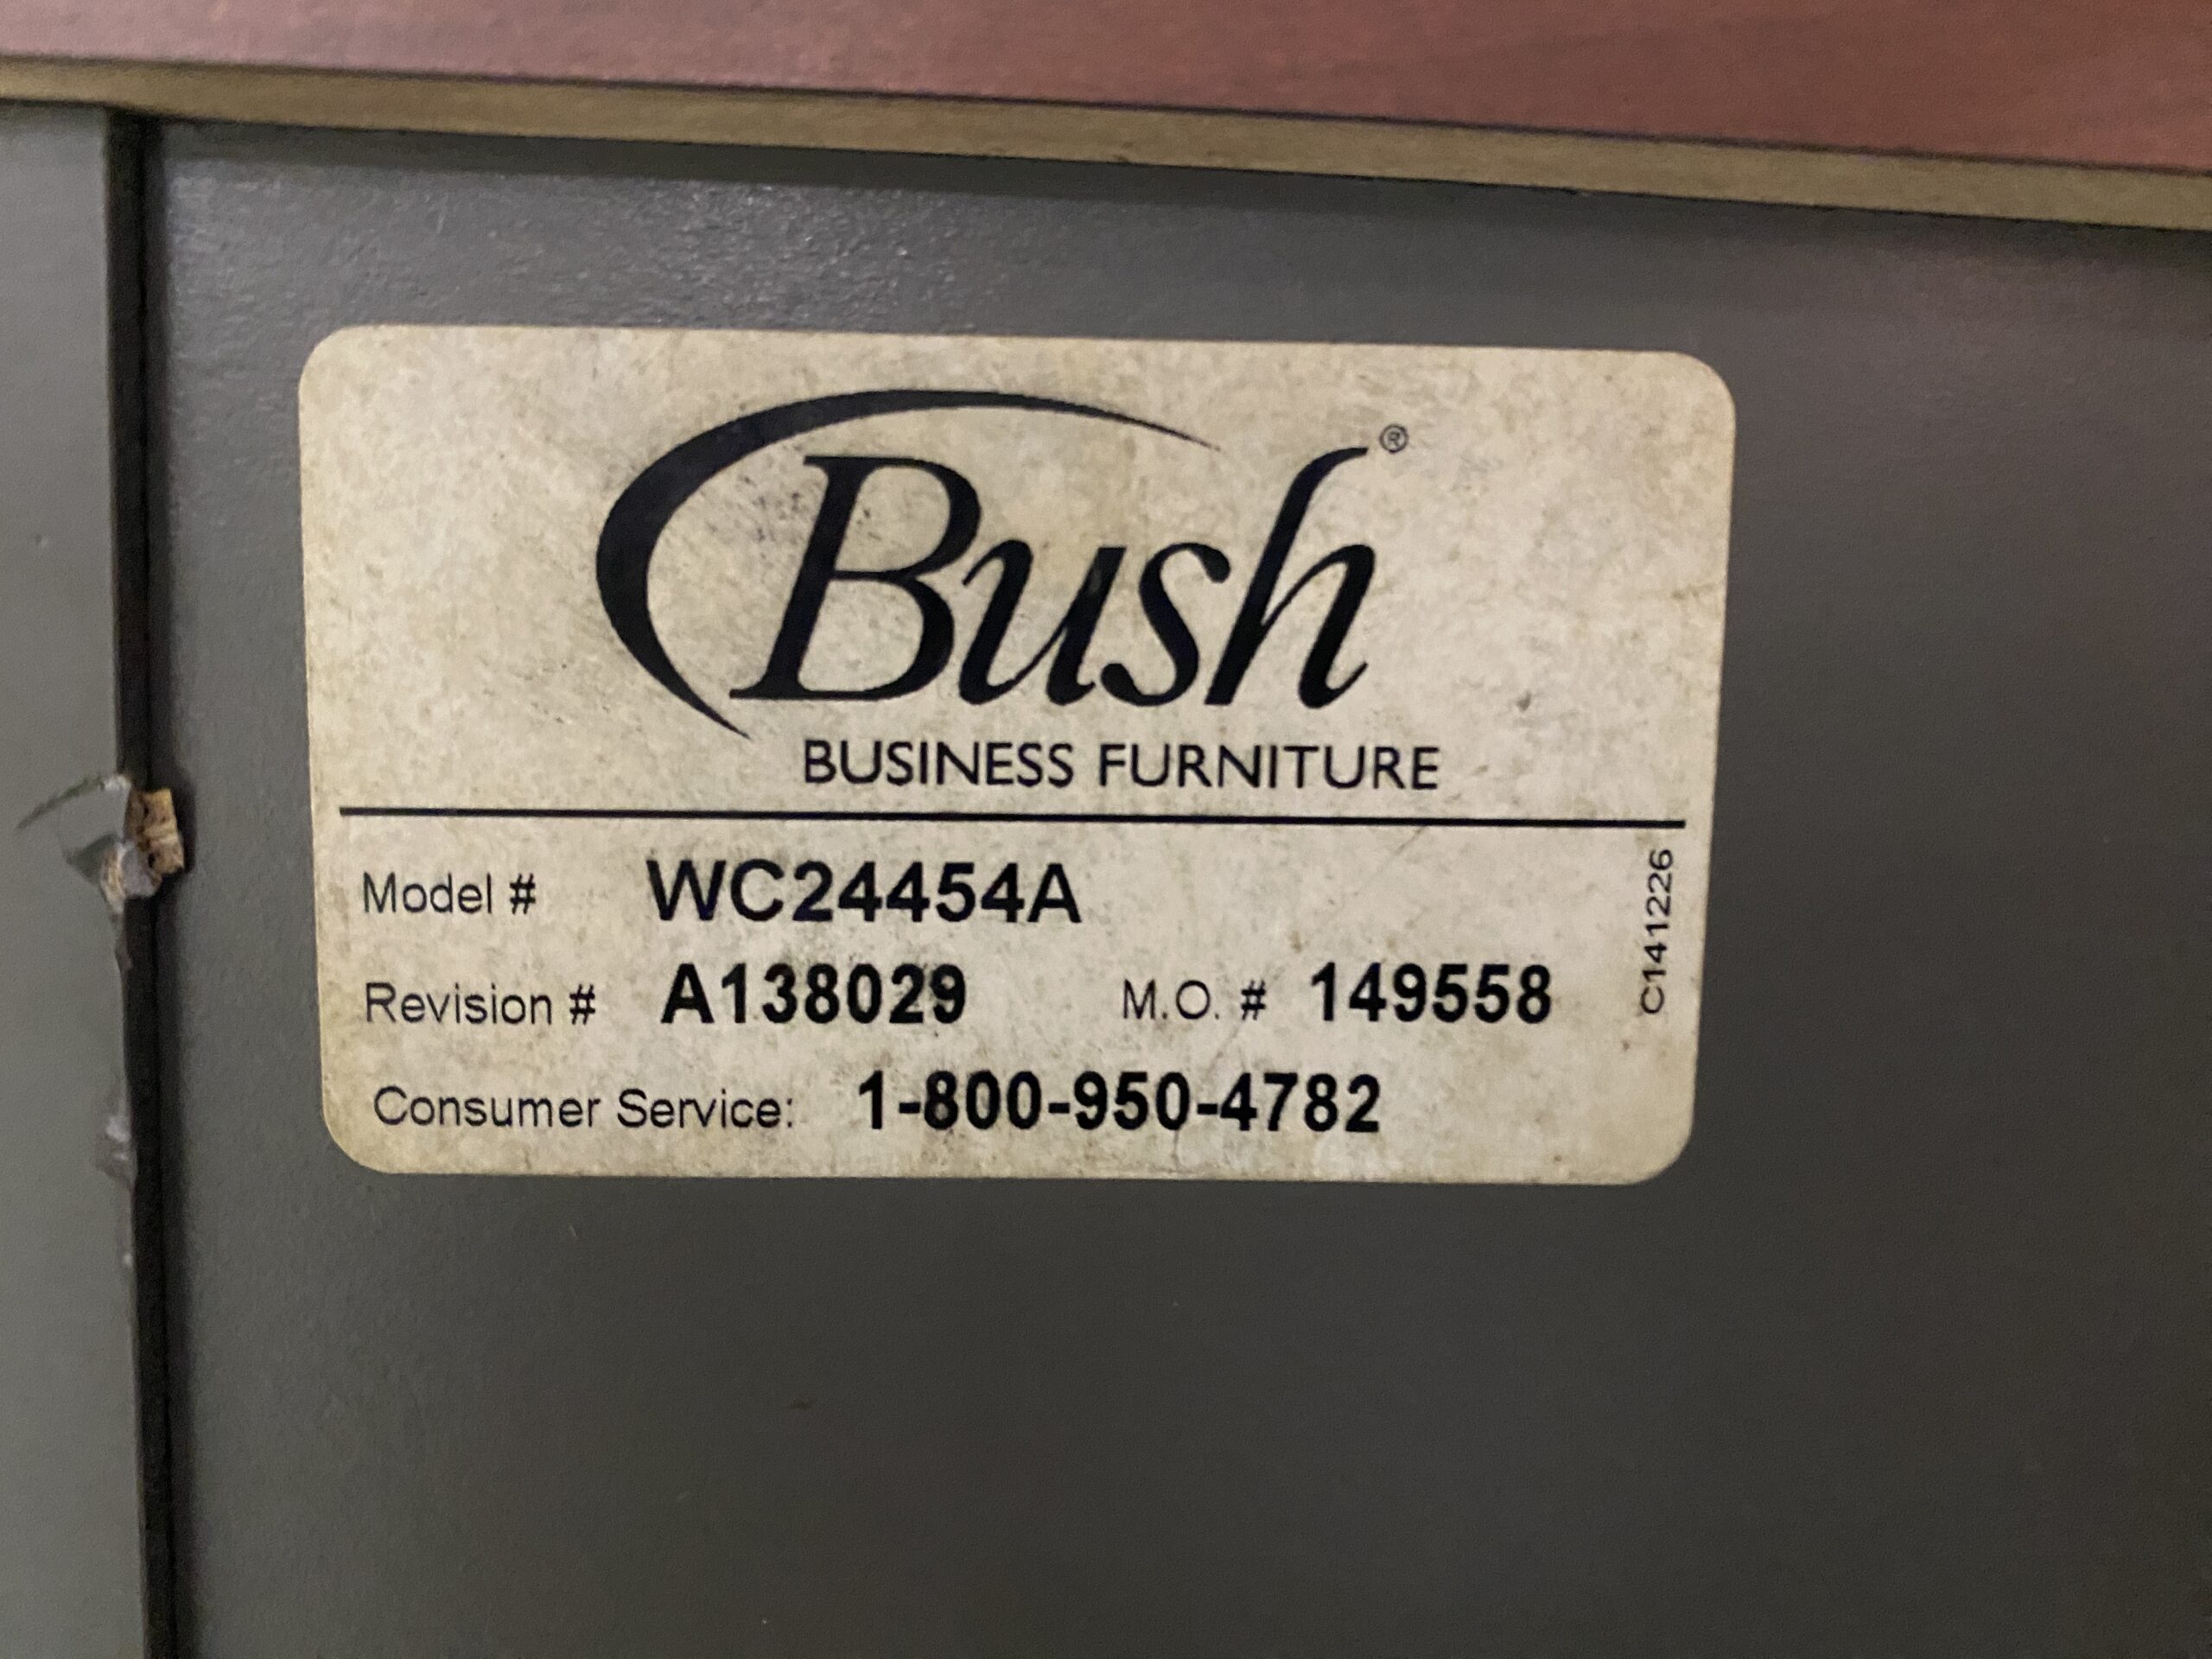 Bush®
BUSINESS FURNITURE
Model # WC24454A
Revision # A138029 M.O. # 149558
Consumer Service: 1-800-950-4782
C141226